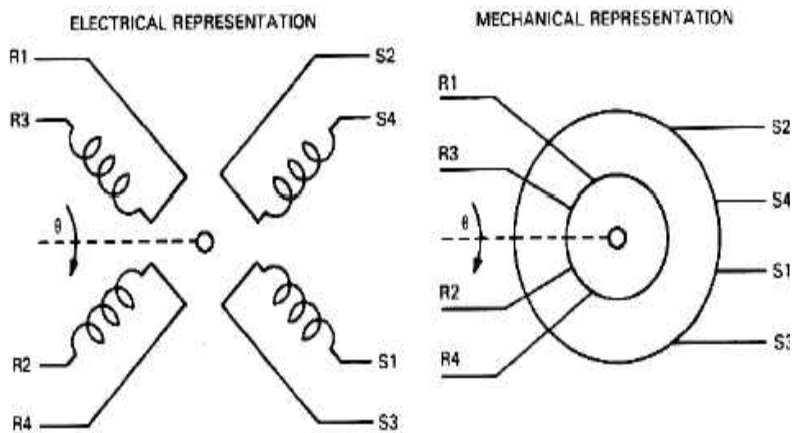 ELECTRICAL REPRESENTATION
R1
S2
R3
S4
θ
R2
S1
R4
S3
MECHANICAL REPRESENTATION
R1
S2
R3
S4
θ
S1
R2
S3
R4